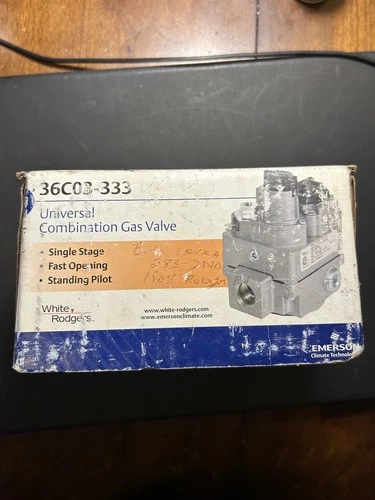 36C03-333
Universal
Combination Gas Valve
• Single Stage
• Fast Opening
• Standing Pilot
White
Rodgers
www.white-rodgers.com
www.emersonclimate.com
EMERSON
Climate Technolo